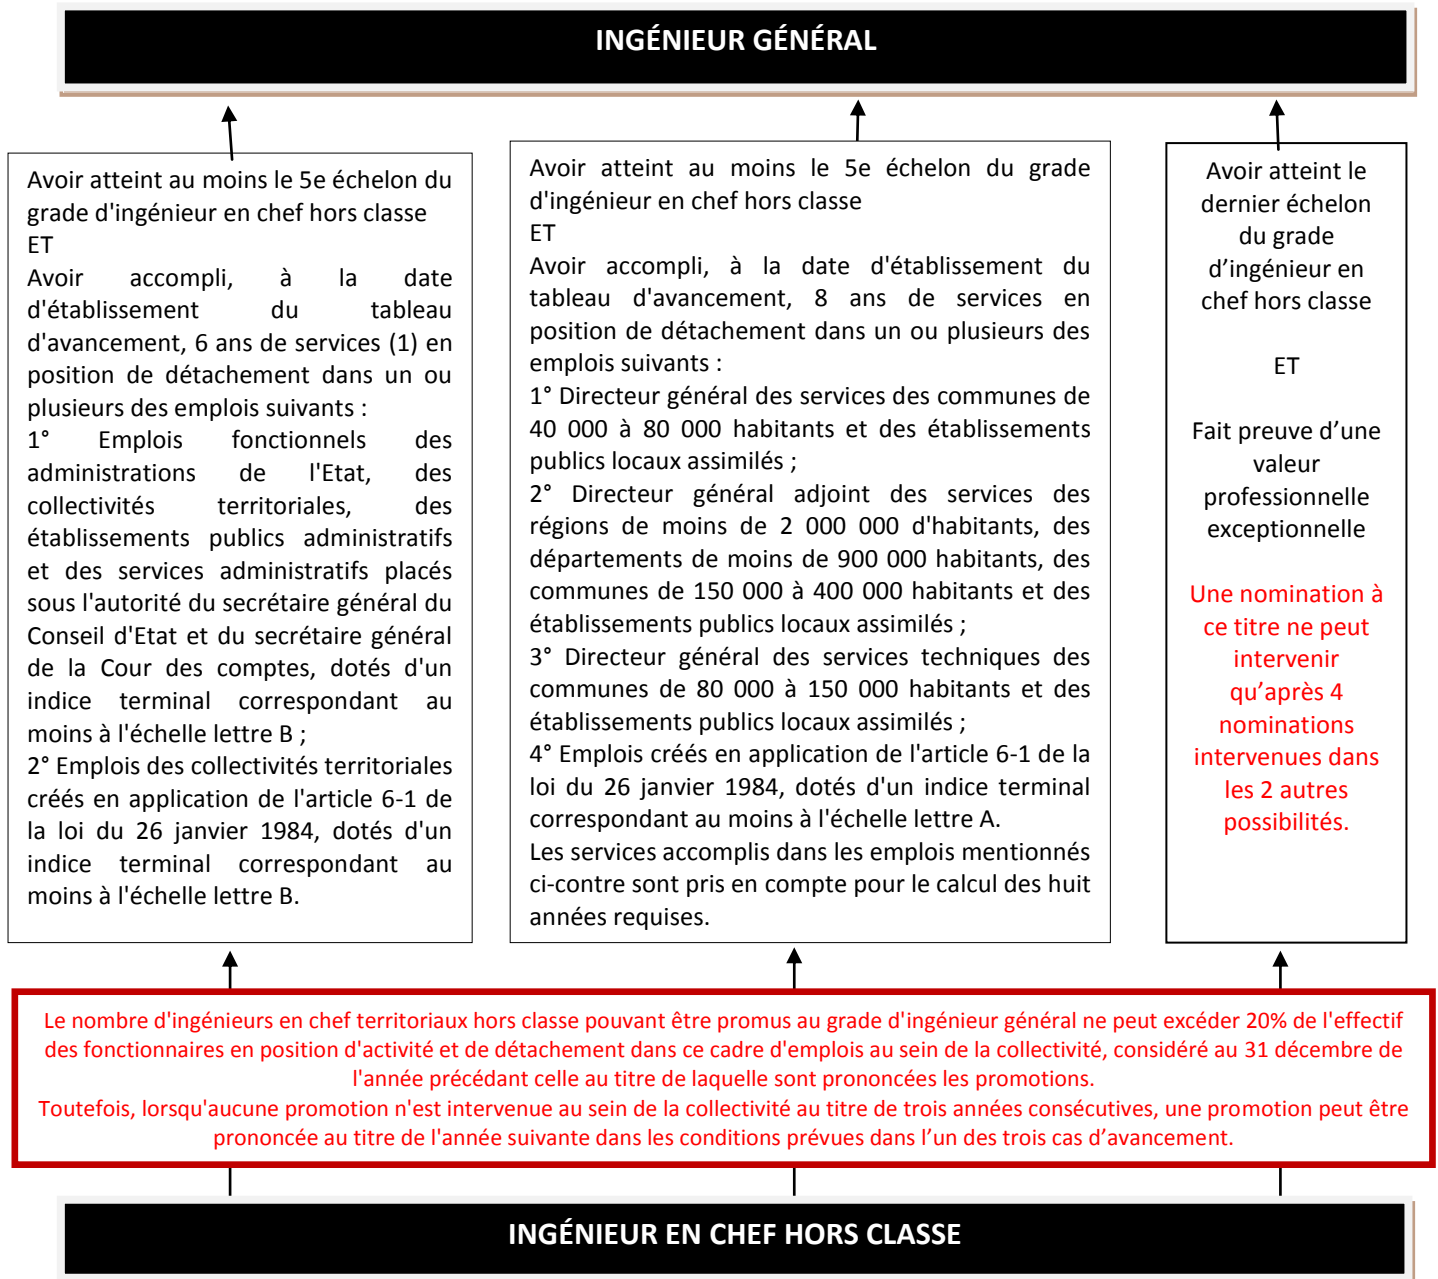 INGÉNIEUR GÉNÉRAL
Avoir atteint au moins le 5e échelon du
grade d'ingénieur en chef hors classe
ET
Avoir accompli, à la date
d'établissement du tableau
d'avancement, 6 ans de services (1) en
position de détachement dans un ou
plusieurs des emplois suivants :
1° Emplois fonctionnels des
administrations de l'Etat, des
collectivités territoriales, des
établissements publics administratifs
et des services administratifs placés
sous l'autorité du secrétaire général du
Conseil d'Etat et du secrétaire général
de la Cour des comptes, dotés d'un
indice terminal correspondant au
moins à l'échelle lettre B ;
2° Emplois des collectivités territoriales
créés en application de l'article 6-1 de
la loi du 26 janvier 1984, dotés d'un
indice terminal correspondant au
moins à l'échelle lettre B.
Avoir atteint au moins le 5e échelon du grade
d'ingénieur en chef hors classe
ET
Avoir accompli, à la date d'établissement du
tableau d'avancement, 8 ans de services en
position de détachement dans un ou plusieurs des
emplois suivants :
1° Directeur général des services des communes de
40 000 à 80 000 habitants et des établissements
publics locaux assimilés ;
2° Directeur général adjoint des services des
régions de moins de 2 000 000 d'habitants, des
départements de moins de 900 000 habitants, des
communes de 150 000 à 400 000 habitants et des
établissements publics locaux assimilés ;
3° Directeur général des services techniques des
communes de 80 000 à 150 000 habitants et des
établissements publics locaux assimilés ;
4° Emplois créés en application de l'article 6-1 de la
loi du 26 janvier 1984, dotés d'un indice terminal
correspondant au moins à l'échelle lettre A.
Les services accomplis dans les emplois mentionnés
ci-contre sont pris en compte pour le calcul des huit
années requises.
Avoir atteint le
dernier échelon
du grade
d’ingénieur en
chef hors classe
ET
Fait preuve d’une
valeur
professionnelle
exceptionnelle
Une nomination à
ce titre ne peut
intervenir
qu’après 4
nominations
intervenues dans
les 2 autres
possibilités.
Le nombre d'ingénieurs en chef territoriaux hors classe pouvant être promus au grade d'ingénieur général ne peut excéder 20% de l'effectif
des fonctionnaires en position d'activité et de détachement dans ce cadre d'emplois au sein de la collectivité, considéré au 31 décembre de
l'année précédant celle au titre de laquelle sont prononcées les promotions.
Toutefois, lorsqu'aucune promotion n'est intervenue au sein de la collectivité au titre de trois années consécutives, une promotion peut être
prononcée au titre de l'année suivante dans les conditions prévues dans l’un des trois cas d’avancement.
INGÉNIEUR EN CHEF HORS CLASSE